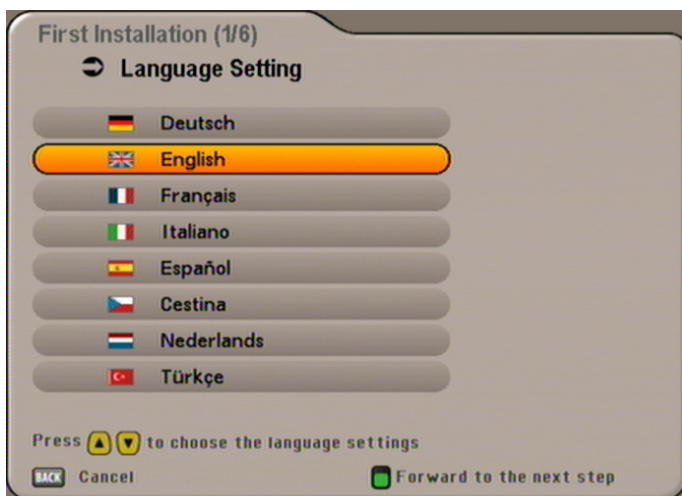 First Installation (1/6)
Language Setting
Deutsch
English
Français
Italiano
Español
Cestina
Nederlands
Türkçe
Press to choose the language settings
BACK Cancel
Forward to the next step